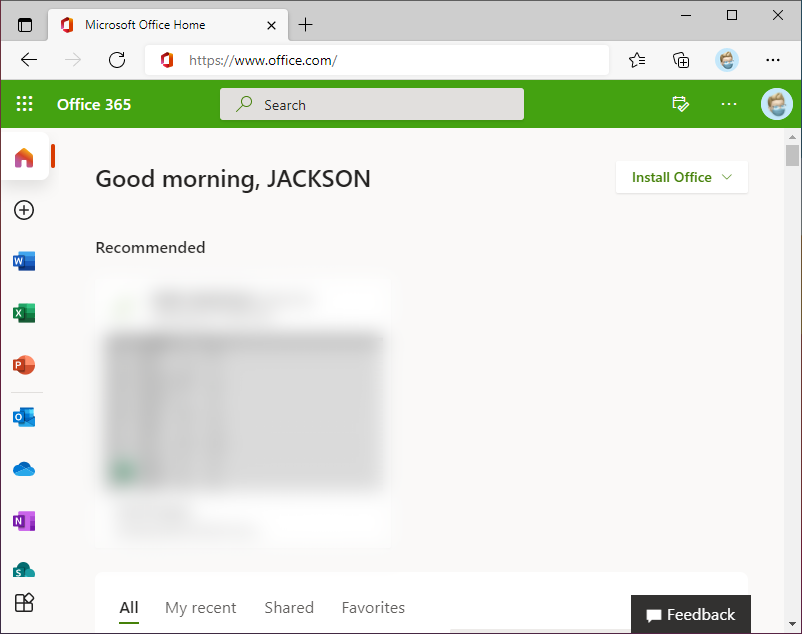 Microsoft Office Home
https://www.office.com/
Office 365
Search
Good morning, JACKSON
Install Office
Recommended
W
X
P
O
N
S
All
My recent
Shared
Favorites
Feedback